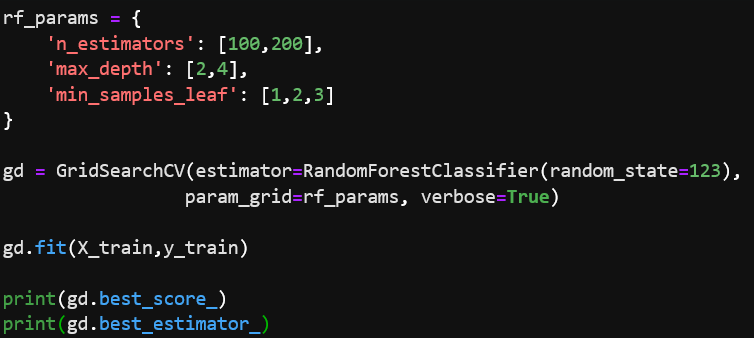 rf_params = {
    'n_estimators': [100,200],
    'max_depth': [2,4],
    'min_samples_leaf': [1,2,3]
}
gd = GridSearchCV(estimator=RandomForestClassifier(random_state=123),
                 param_grid=rf_params, verbose=True)
gd.fit(X_train,y_train)
print(gd.best_score_)
print(gd.best_estimator_)